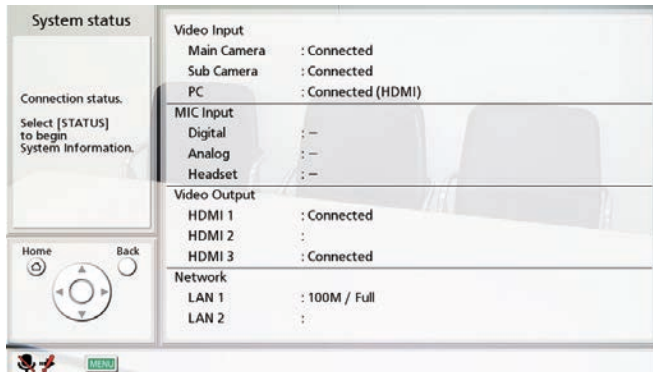 System status
Connection status.
Select [STATUS]
to begin
System Information.
Home Back
Video Input
Main Camera : Connected
Sub Camera : Connected
PC : Connected (HDMI)
MIC Input
Digital : –
Analog : –
Headset : –
Video Output
HDMI 1 : Connected
HDMI 2 :
HDMI 3 : Connected
Network
LAN 1 : 100M / Full
LAN 2 :
MENU